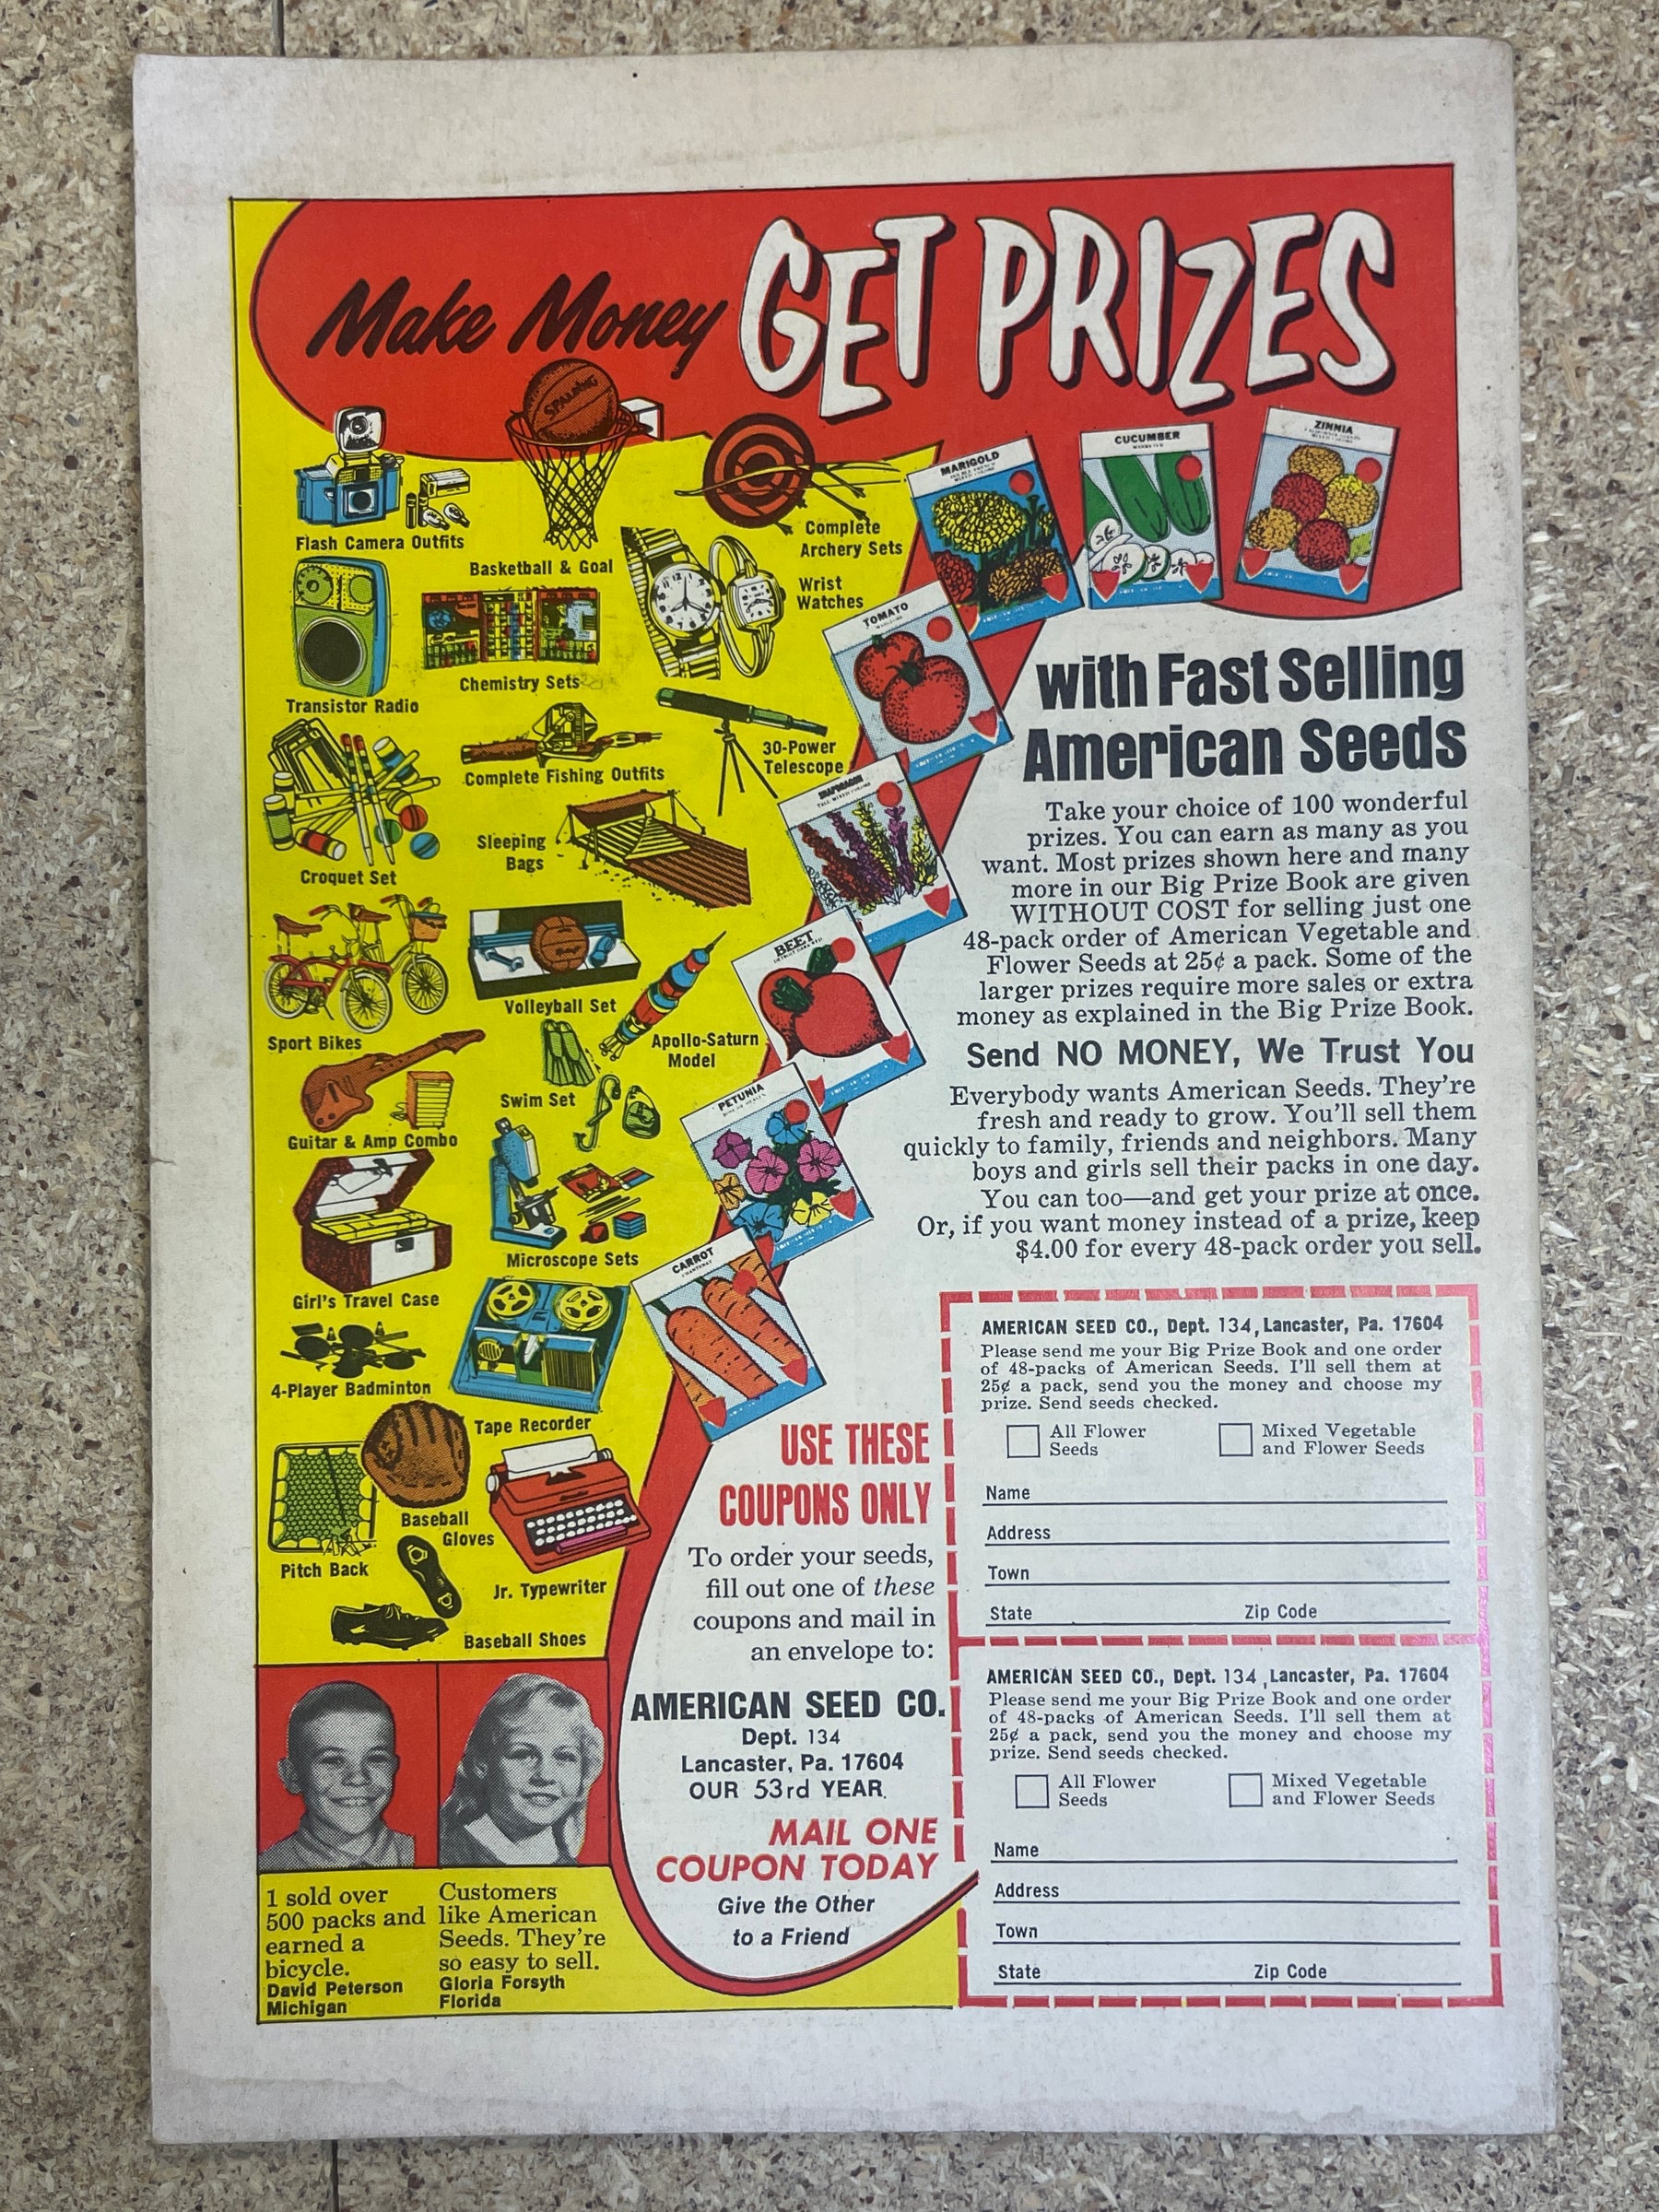 Make Money GET PRIZES
SPALDING
Flash Camera Outfits
Basketball & Goal
Complete
Archery Sets
Wrist
Watches
Transistor Radio
Chemistry Sets
Complete Fishing Outfits
30-Power
Telescope
Croquet Set
Sleeping
Bags
Sport Bikes
Volleyball Set
Apollo-Saturn
Model
Swim Set
Guitar & Amp Combo
Microscope Sets
Girl's Travel Case
4-Player Badminton
Tape Recorder
Baseball
Gloves
Pitch Back
Jr. Typewriter
Baseball Shoes
MARIGOLD
CUCUMBER
ZINNIA
TOMATO
SNAPDRAGON
TALL MIXED COLORS
BEET
PETUNIA
CARROT
with Fast Selling
American Seeds
Take your choice of 100 wonderful
prizes. You can earn as many as you
want. Most prizes shown here and many
more in our Big Prize Book are given
WITHOUT COST for selling just one
48-pack order of American Vegetable and
Flower Seeds at 25¢ a pack. Some of the
larger prizes require more sales or extra
money as explained in the Big Prize Book.
Send NO MONEY, We Trust You
Everybody wants American Seeds. They're
fresh and ready to grow. You'll sell them
quickly to family, friends and neighbors. Many
boys and girls sell their packs in one day.
You can too—and get your prize at once.
Or, if you want money instead of a prize, keep
$4.00 for every 48-pack order you sell.
USE THESE
COUPONS ONLY
To order your seeds,
fill out one of these
coupons and mail in
an envelope to:
AMERICAN SEED CO.
Dept. 134
Lancaster, Pa. 17604
OUR 53rd YEAR
MAIL ONE
COUPON TODAY
Give the Other
to a Friend
AMERICAN SEED CO., Dept. 134, Lancaster, Pa. 17604
Please send me your Big Prize Book and one order
of 48-packs of American Seeds. I'll sell them at
25¢ a pack, send you the money and choose my
prize. Send seeds checked.
All Flower
Seeds
Mixed Vegetable
and Flower Seeds
Name
Address
Town
State Zip Code
AMERICAN SEED CO., Dept. 134, Lancaster, Pa. 17604
Please send me your Big Prize Book and one order
of 48-packs of American Seeds. I'll sell them at
25¢ a pack, send you the money and choose my
prize. Send seeds checked.
All Flower
Seeds
Mixed Vegetable
and Flower Seeds
Name
Address
Town
State Zip Code
1 sold over
500 packs and
earned a
bicycle.
David Peterson
Michigan
Customers
like American
Seeds. They're
so easy to sell.
Gloria Forsyth
Florida